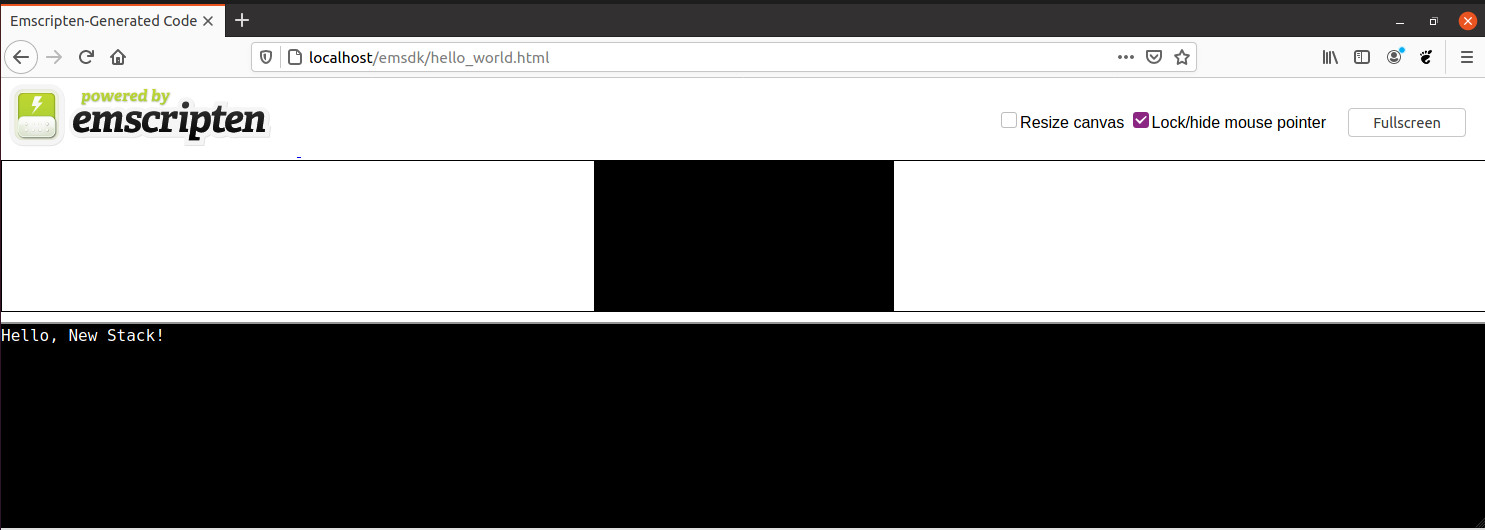 Emscripten-Generated Code
localhost/emsdk/hello_world.html
powered by
emscripten
Resize canvas
Lock/hide mouse pointer
Fullscreen
Hello, New Stack!